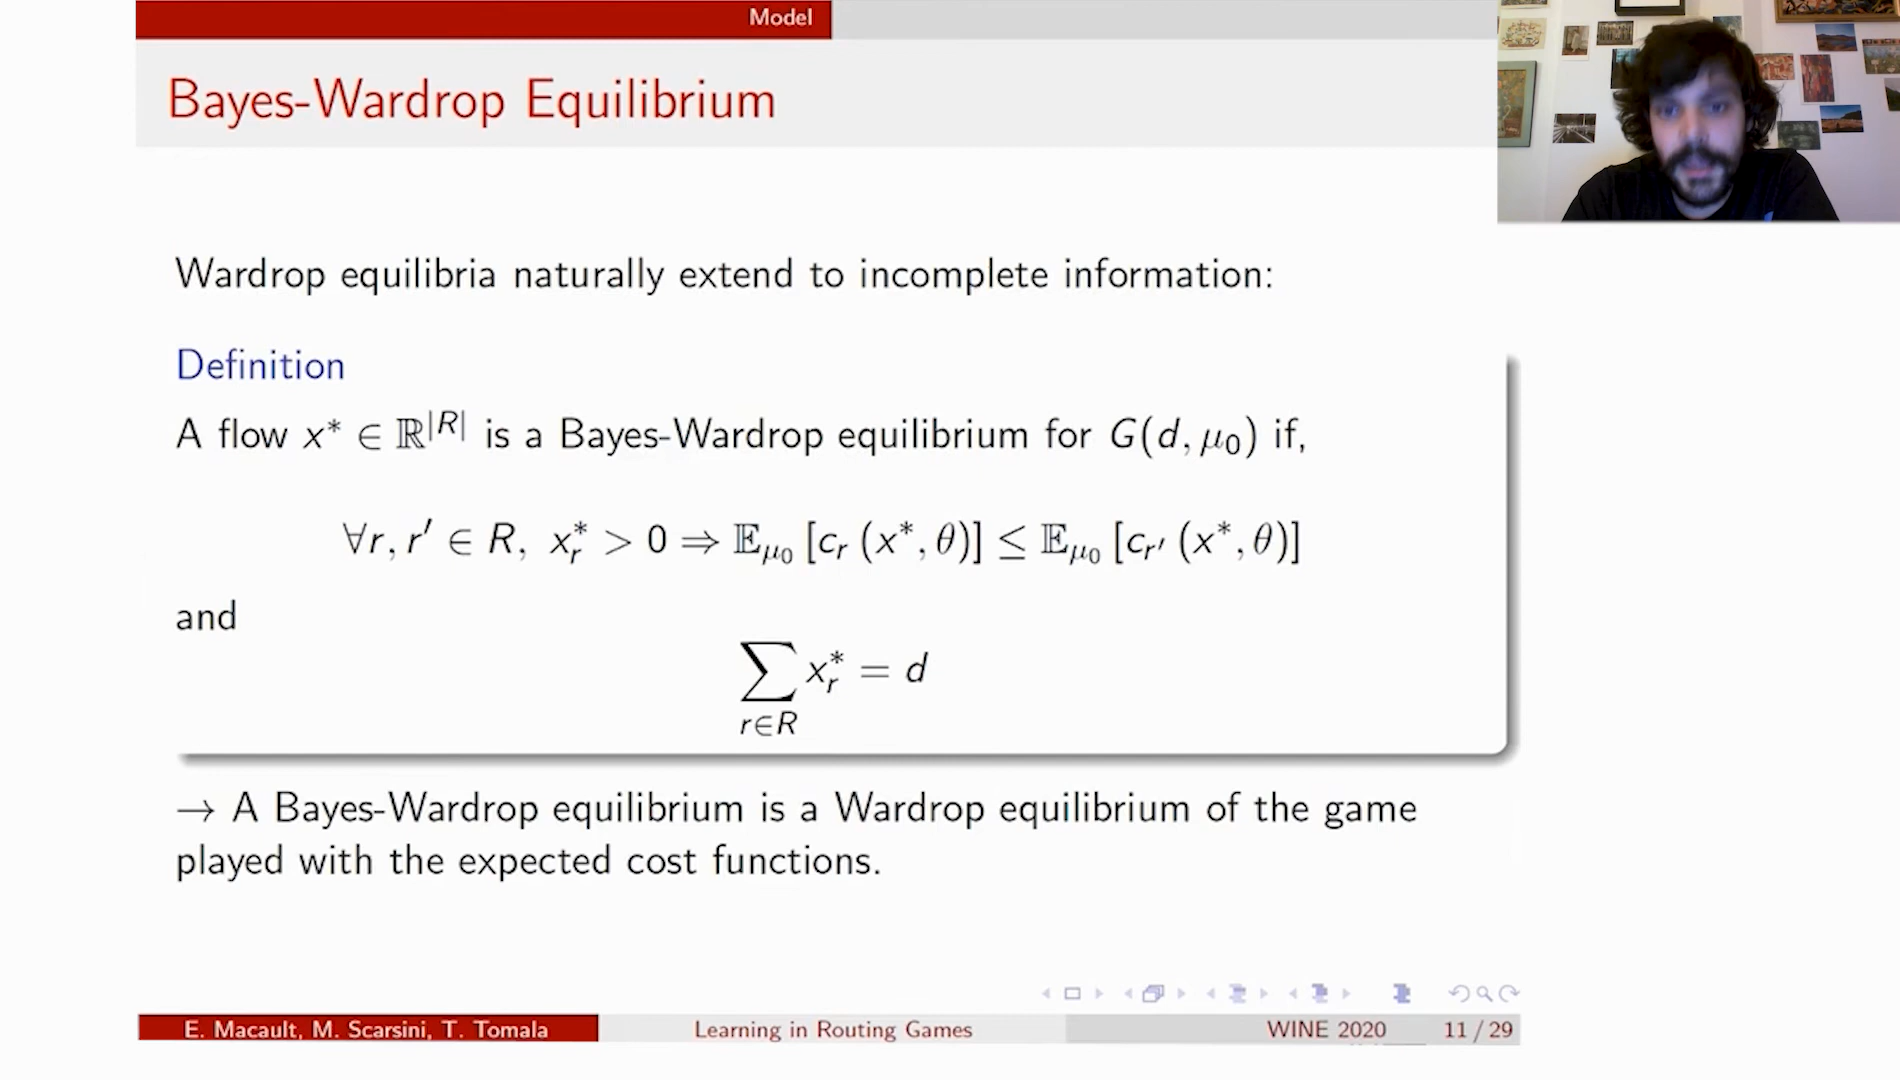 Model
Bayes-Wardrop Equilibrium
Wardrop equilibria naturally extend to incomplete information:
Definition
A flow x* ∈ ℝ^|R| is a Bayes-Wardrop equilibrium for G(d, μ₀) if,
∀r, r′ ∈ R, x*_r > 0 ⇒ 𝔼_μ₀ [c_r (x*, θ)] ≤ 𝔼_μ₀ [c_r′ (x*, θ)]
and
∑_{r∈R} x*_r = d
→ A Bayes-Wardrop equilibrium is a Wardrop equilibrium of the game
played with the expected cost functions.
E. Macault, M. Scarsini, T. Tomala Learning in Routing Games WINE 2020 11 / 29